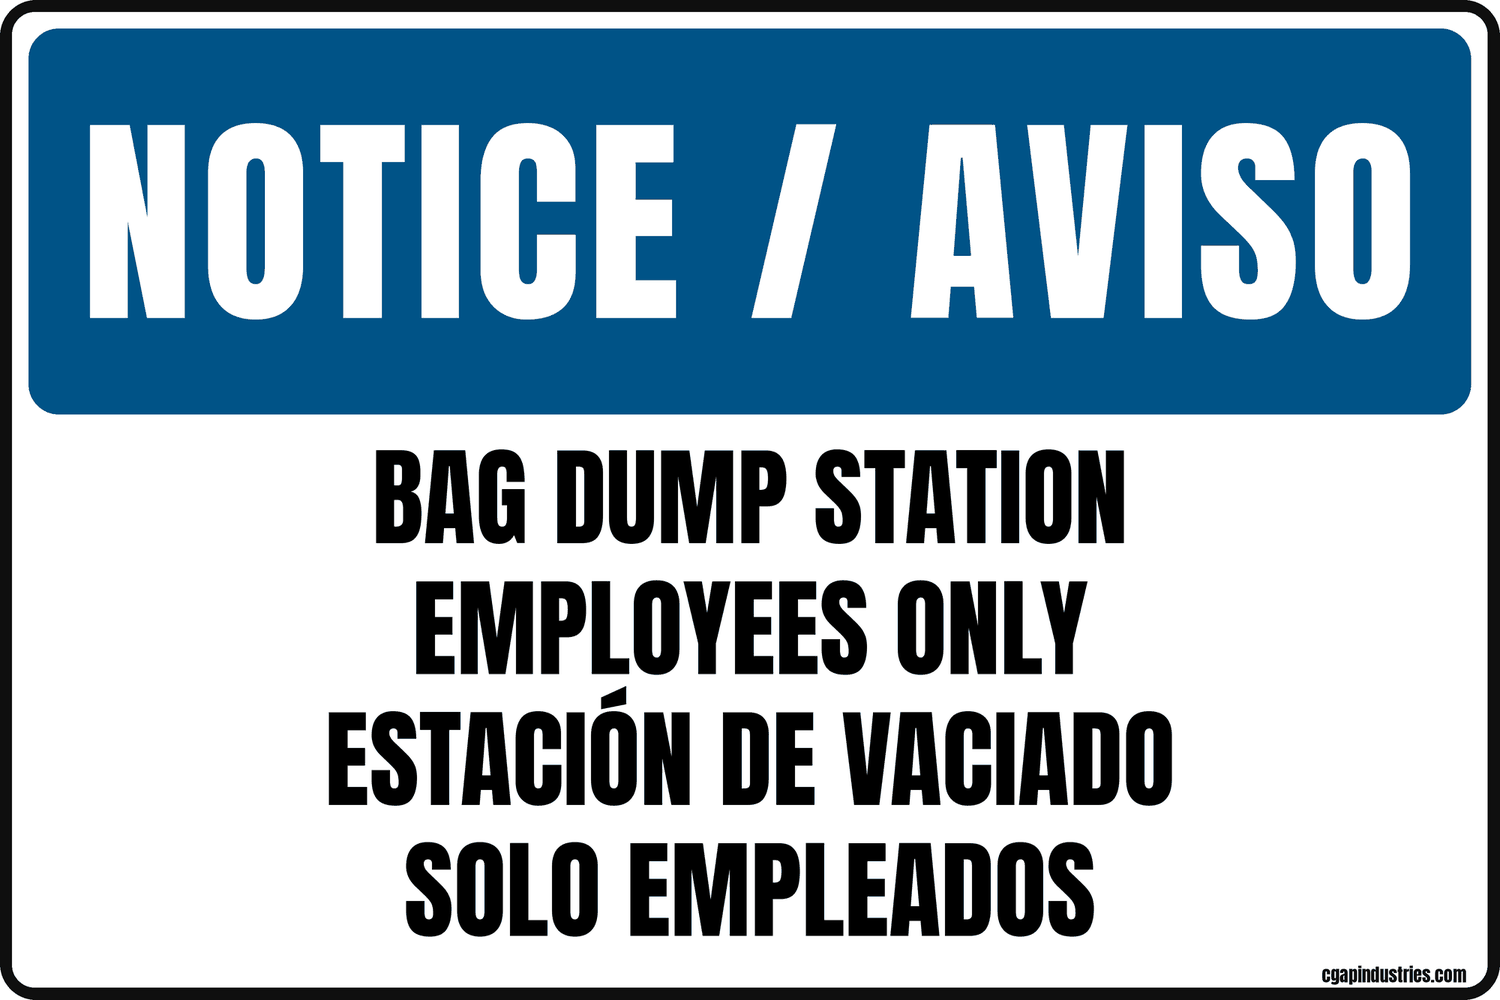 NOTICE / AVISO
BAG DUMP STATION
EMPLOYEES ONLY
ESTACIÓN DE VACIADO
SOLO EMPLEADOS
cgapindustries.com